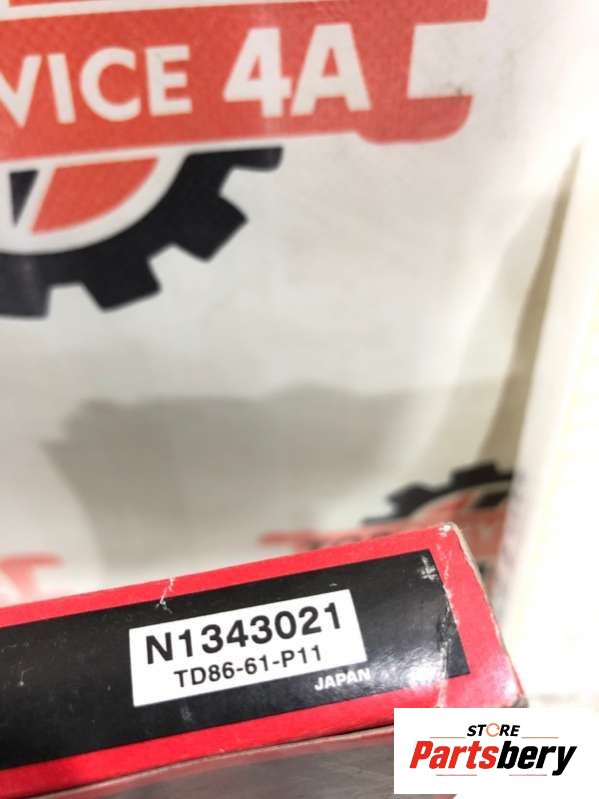 VICE 4A
N1343021
TD86-61-P11
JAPAN
STORE
Partsbery